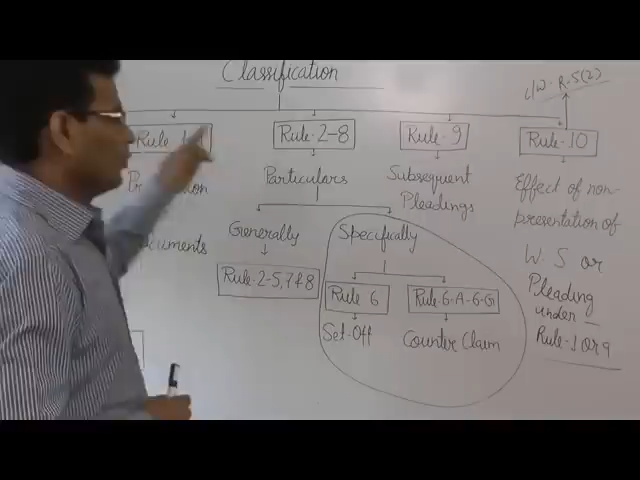 Classification
c/w. R-5(2)
Rule
Rule-2-8
Rule-9
Rule-10
Particulars
Subsequent
Pleadings
Effect of non-
presentation of
W. S or
Pleading
under
Rule-1 or 9
Generally
Specifically
Rule-2-5,7&8
Rule 6
Rule.6-A-6-G
Set-Off
Counter Claim